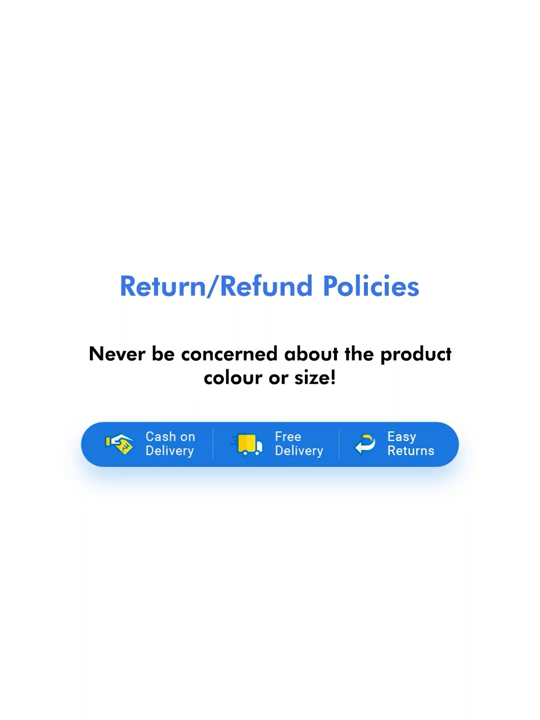 Return/Refund Policies
Never be concerned about the product
colour or size!
Cash on
Delivery
Free
Delivery
Easy
Returns